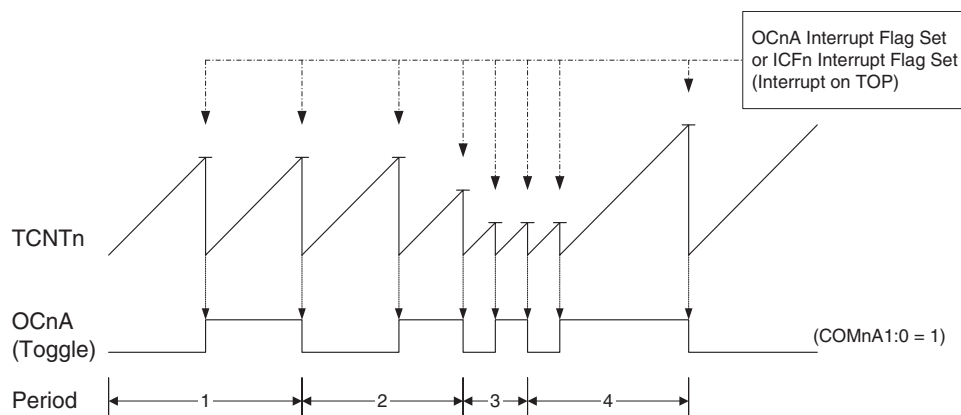 OCnA Interrupt Flag Set
or ICFn Interrupt Flag Set
(Interrupt on TOP)
TCNTn
OCnA
(Toggle)
(COMnA1:0 = 1)
Period
1
2
3
4